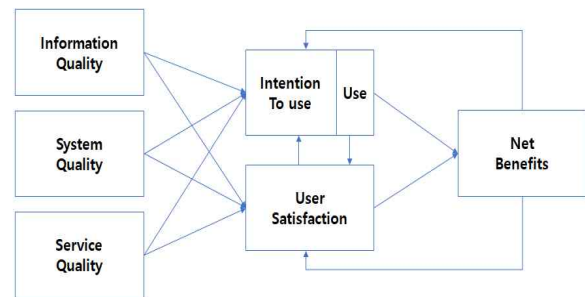 Information
Quality
System
Quality
Service
Quality
Intention
To use
Use
User
Satisfaction
Net
Benefits